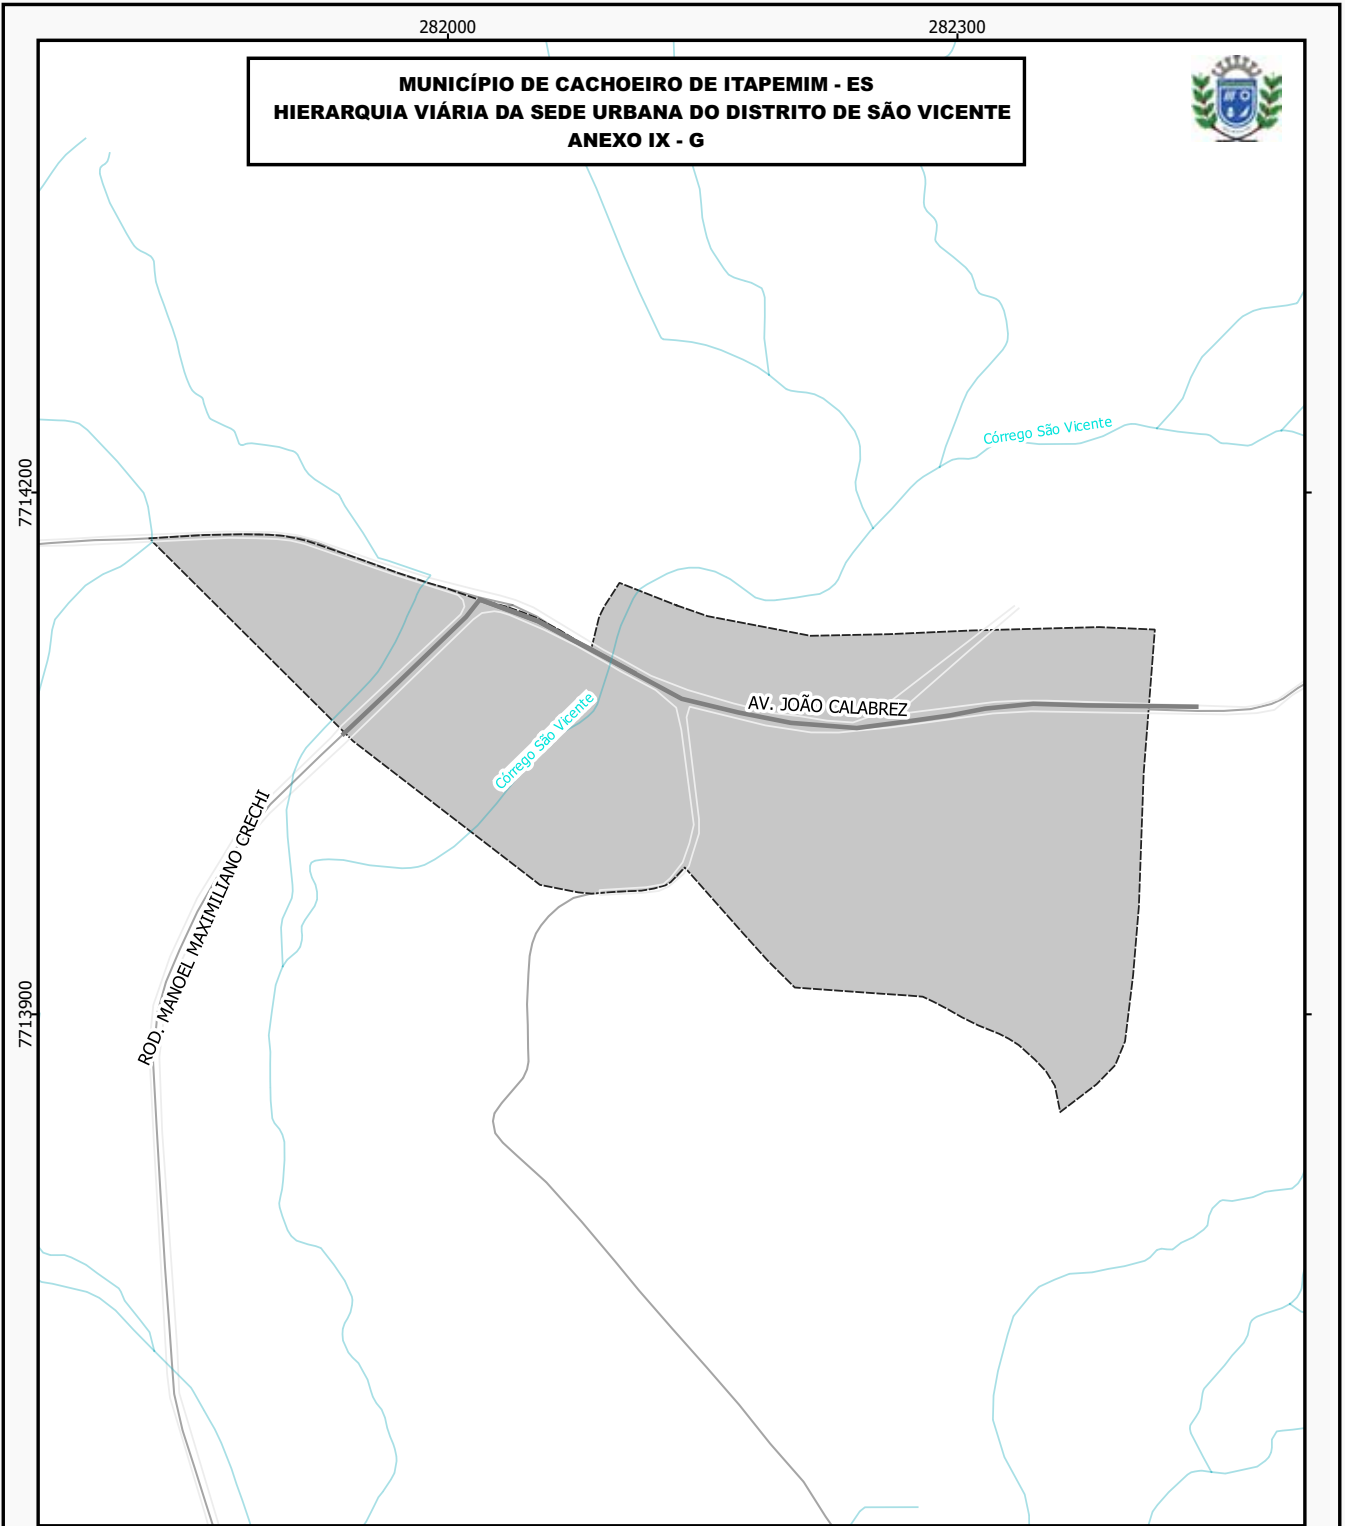 282000
282300
MUNICÍPIO DE CACHOEIRO DE ITAPEMIM - ES
HIERARQUIA VIÁRIA DA SEDE URBANA DO DISTRITO DE SÃO VICENTE
ANEXO IX - G
Córrego São Vicente
7714200
AV. JOÃO CALABREZ
Córrego São Vicente
ROD. MANOEL MAXIMILIANO CRECHI
7713900